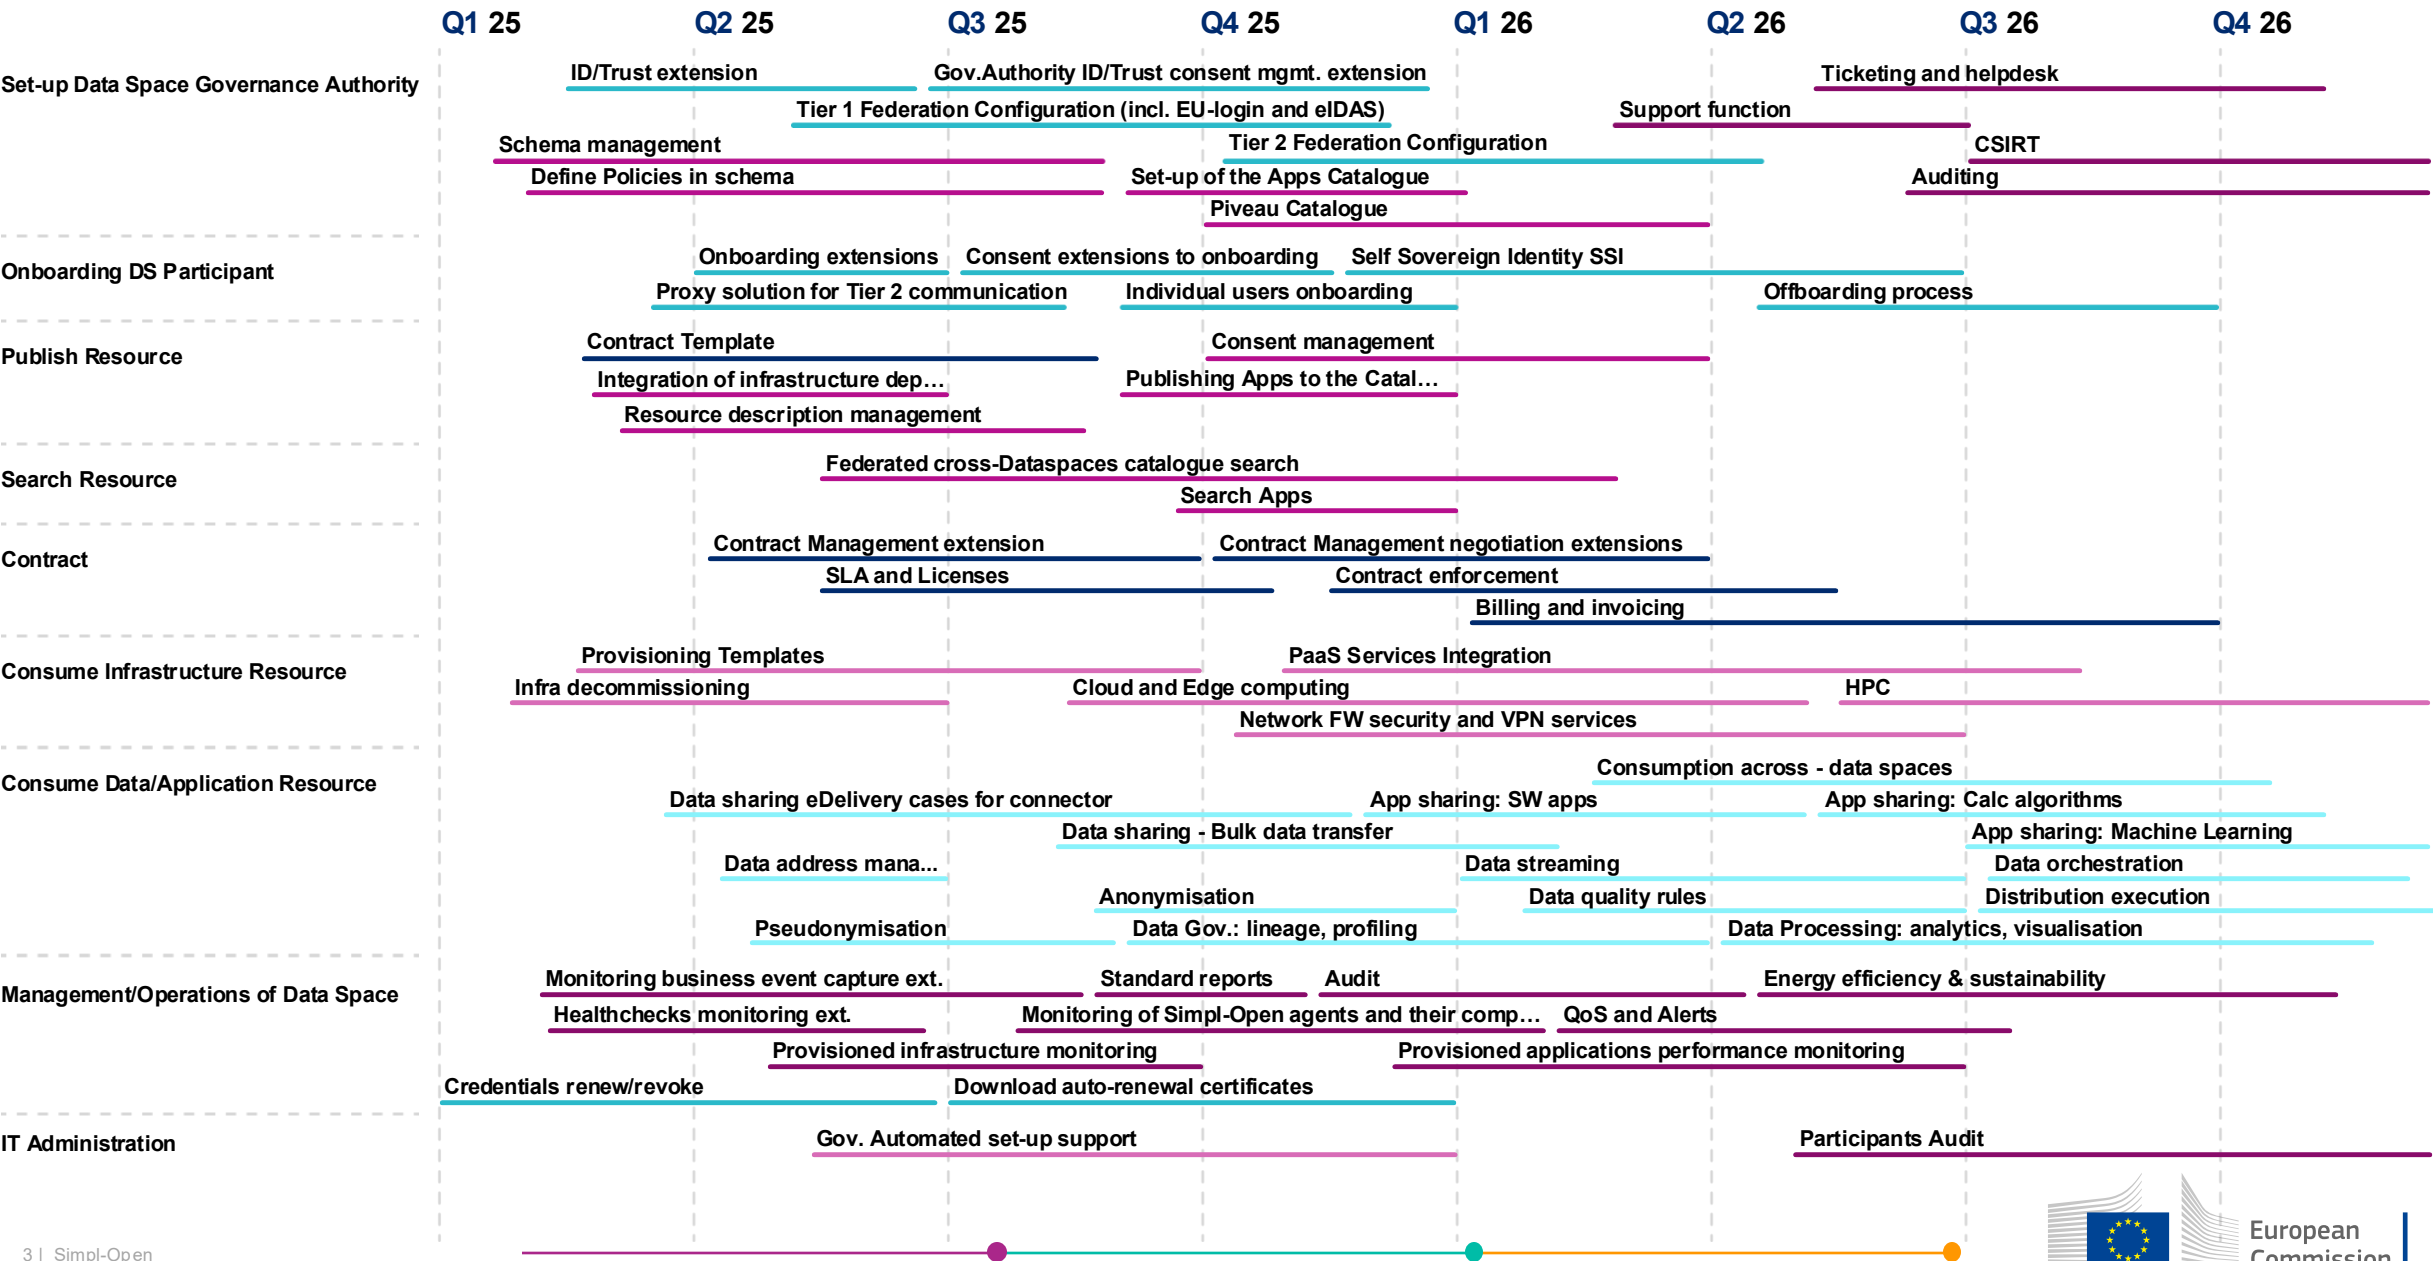 Q1 25 Q2 25 Q3 25 Q4 25 Q1 26 Q2 26 Q3 26 Q4 26
Set-up Data Space Governance Authority
ID/Trust extension
Gov.Authority ID/Trust consent mgmt. extension
Ticketing and helpdesk
Tier 1 Federation Configuration (incl. EU-login and eIDAS)
Support function
Schema management
Tier 2 Federation Configuration
CSIRT
Define Policies in schema
Set-up of the Apps Catalogue
Auditing
Piveau Catalogue
Onboarding DS Participant
Onboarding extensions
Consent extensions to onboarding
Self Sovereign Identity SSI
Proxy solution for Tier 2 communication
Individual users onboarding
Offboarding process
Publish Resource
Contract Template
Consent management
Integration of infrastructure dep…
Publishing Apps to the Catal…
Resource description management
Search Resource
Federated cross-Dataspaces catalogue search
Search Apps
Contract
Contract Management extension
Contract Management negotiation extensions
SLA and Licenses
Contract enforcement
Billing and invoicing
Consume Infrastructure Resource
Provisioning Templates
PaaS Services Integration
Infra decommissioning
Cloud and Edge computing
HPC
Network FW security and VPN services
Consume Data/Application Resource
Consumption across - data spaces
Data sharing eDelivery cases for connector
App sharing: SW apps
App sharing: Calc algorithms
Data sharing - Bulk data transfer
App sharing: Machine Learning
Data address mana...
Data streaming
Data orchestration
Anonymisation
Data quality rules
Distribution execution
Pseudonymisation
Data Gov.: lineage, profiling
Data Processing: analytics, visualisation
Management/Operations of Data Space
Monitoring business event capture ext.
Standard reports
Audit
Energy efficiency & sustainability
Healthchecks monitoring ext.
Monitoring of Simpl-Open agents and their comp…
QoS and Alerts
Provisioned infrastructure monitoring
Provisioned applications performance monitoring
Credentials renew/revoke
Download auto-renewal certificates
IT Administration
Gov. Automated set-up support
Participants Audit
3 | Simpl-Open
European
Commission